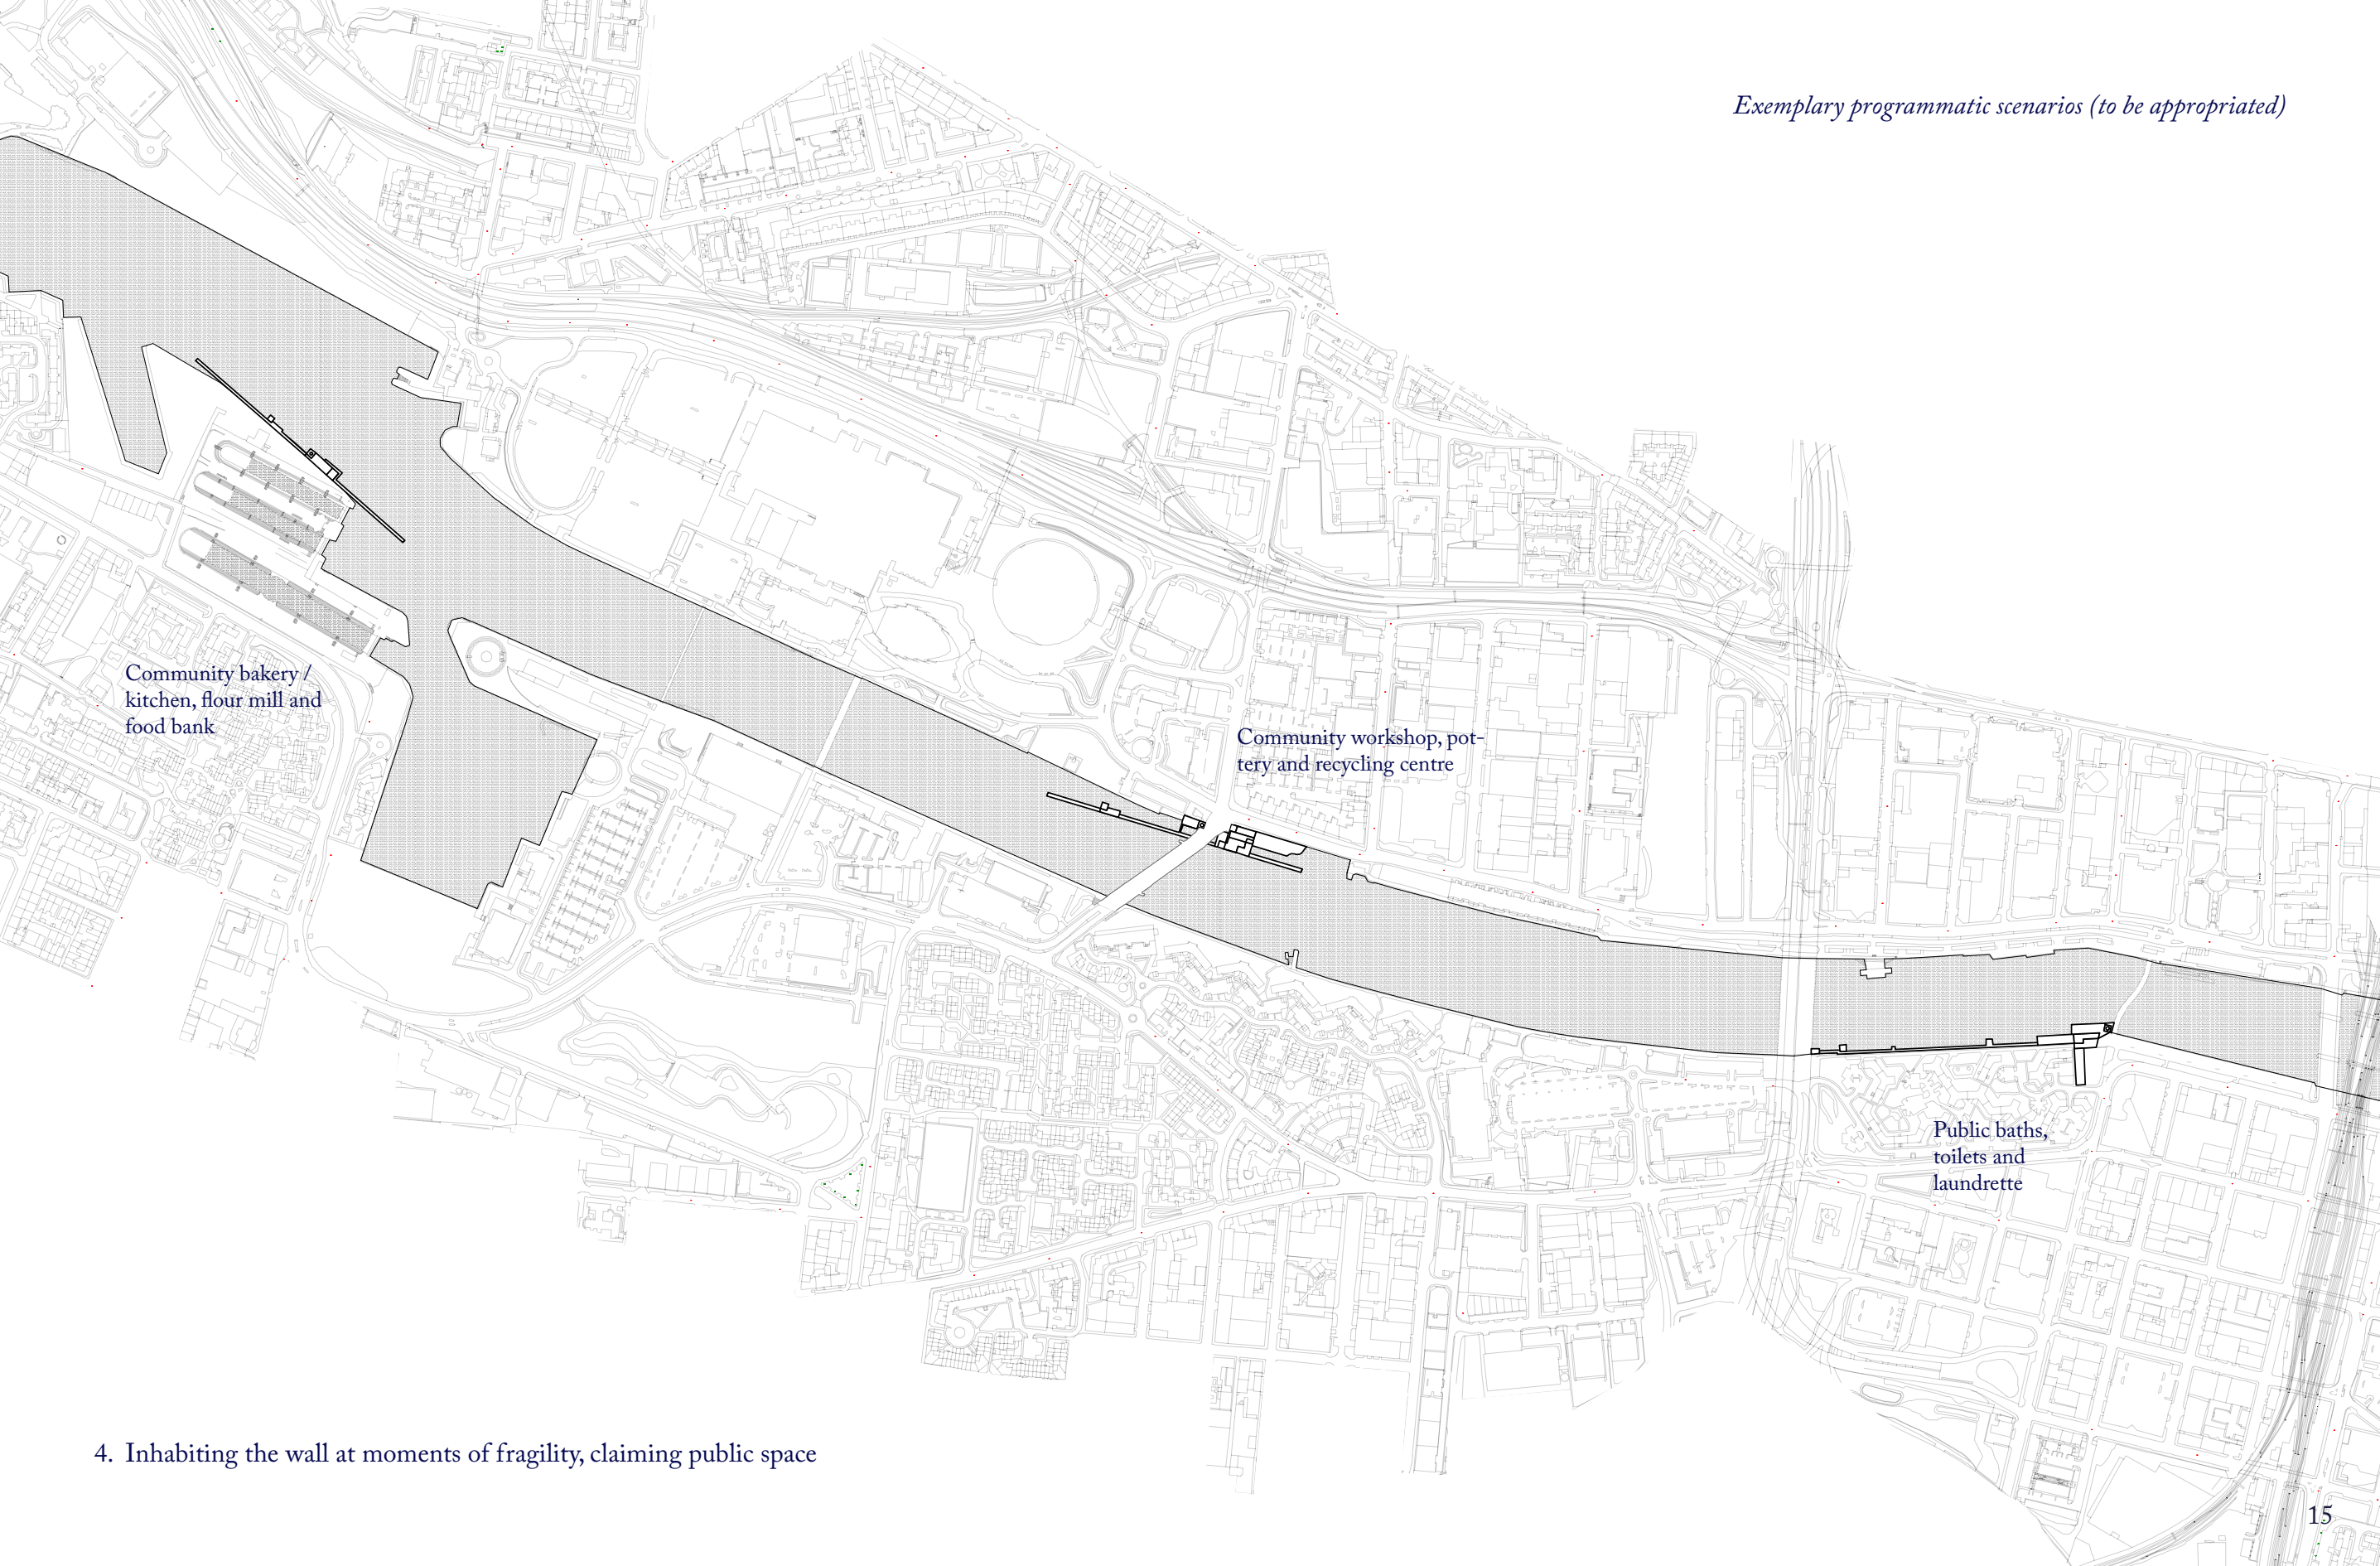 Exemplary programmatic scenarios (to be appropriated)
Community bakery /
kitchen, flour mill and
food bank
Community workshop, pot-
tery and recycling centre
Public baths,
toilets and
laundrette
4. Inhabiting the wall at moments of fragility, claiming public space
15